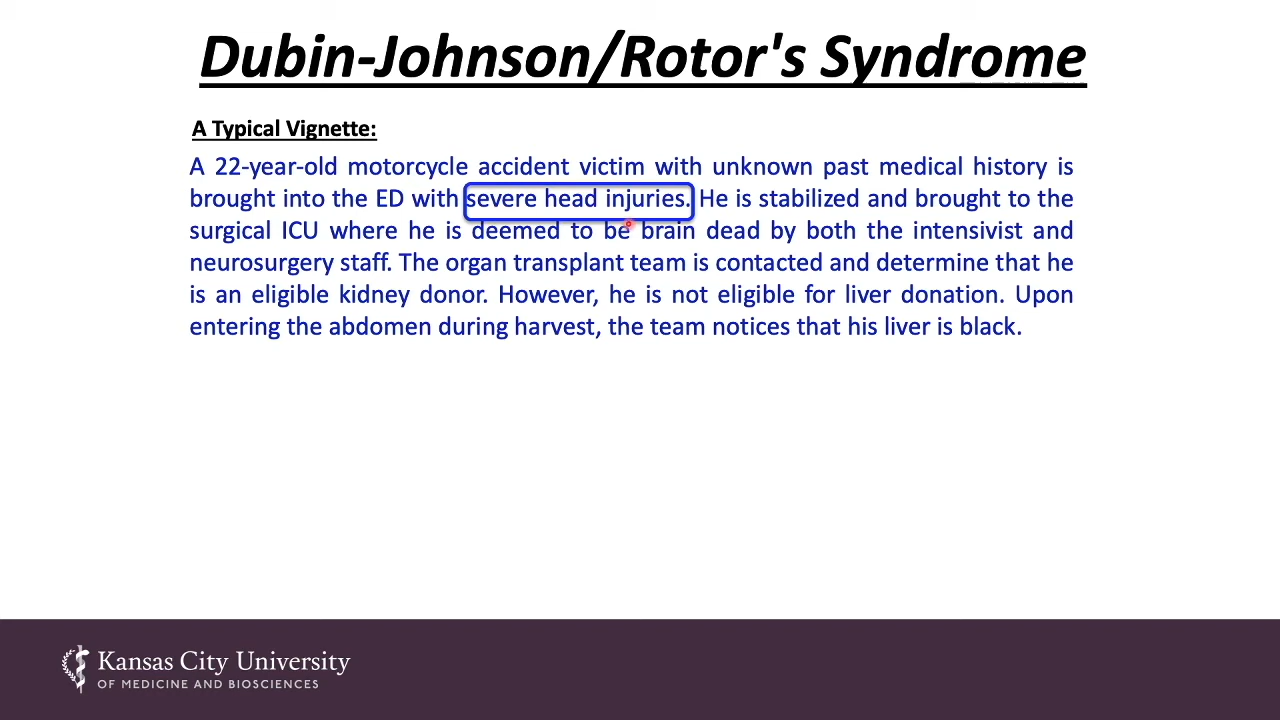 Dubin-Johnson/Rotor's Syndrome
A Typical Vignette:
A 22-year-old motorcycle accident victim with unknown past medical history is
brought into the ED with severe head injuries. He is stabilized and brought to the
surgical ICU where he is deemed to be brain dead by both the intensivist and
neurosurgery staff. The organ transplant team is contacted and determine that he
is an eligible kidney donor. However, he is not eligible for liver donation. Upon
entering the abdomen during harvest, the team notices that his liver is black.
Kansas City University
OF MEDICINE AND BIOSCIENCES